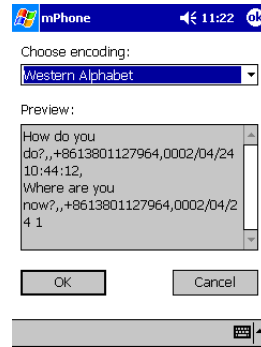 mPhone 11:22 ok
Choose encoding:
Western Alphabet
Preview:
How do you
do?,,+8613801127964,0002/04/24
10:44:12,
Where are you
now?,,+8613801127964,0002/04/2
4 1
OK Cancel